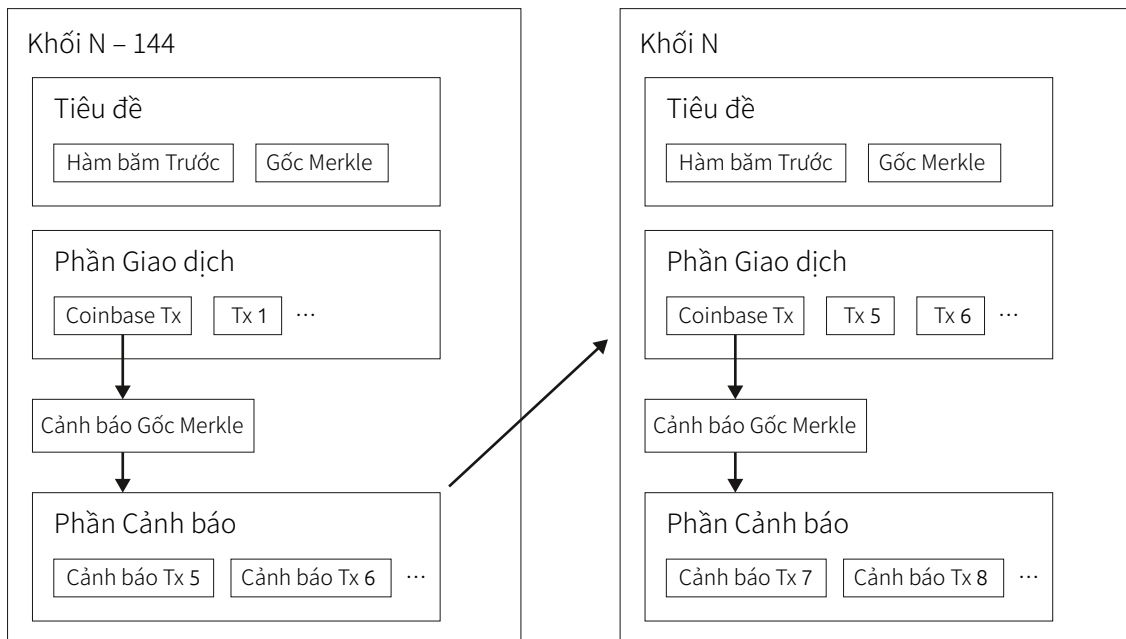 Khối N – 144
Tiêu đề
Hàm băm Trước
Gốc Merkle
Phần Giao dịch
Coinbase Tx
Tx 1
...
Cảnh báo Gốc Merkle
Phần Cảnh báo
Cảnh báo Tx 5
Cảnh báo Tx 6
...
Khối N
Tiêu đề
Hàm băm Trước
Gốc Merkle
Phần Giao dịch
Coinbase Tx
Tx 5
Tx 6
...
Cảnh báo Gốc Merkle
Phần Cảnh báo
Cảnh báo Tx 7
Cảnh báo Tx 8
...